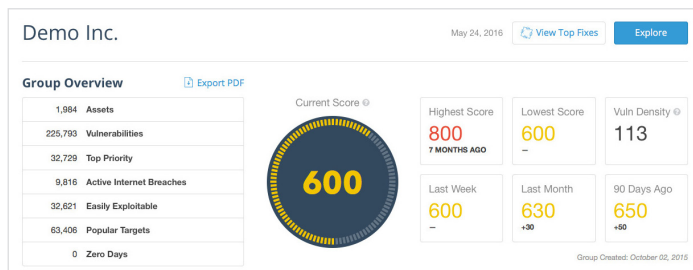 Demo Inc.
May 24, 2016
View Top Fixes
Explore
Group Overview
Export PDF
1,984 Assets
225,793 Vulnerabilities
32,729 Top Priority
9,816 Active Internet Breaches
32,621 Easily Exploitable
63,406 Popular Targets
0 Zero Days
Current Score
600
Highest Score
800
7 MONTHS AGO
Lowest Score
600
–
Vuln Density
113
Last Week
600
–
Last Month
630
+30
90 Days Ago
650
+50
Group Created: October 02, 2015